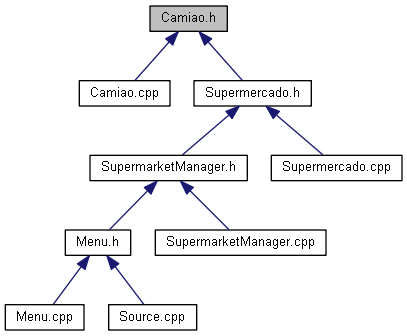 Camiao.h
Camiao.cpp
Supermercado.h
SupermarketManager.h
Supermercado.cpp
Menu.h
SupermarketManager.cpp
Menu.cpp
Source.cpp